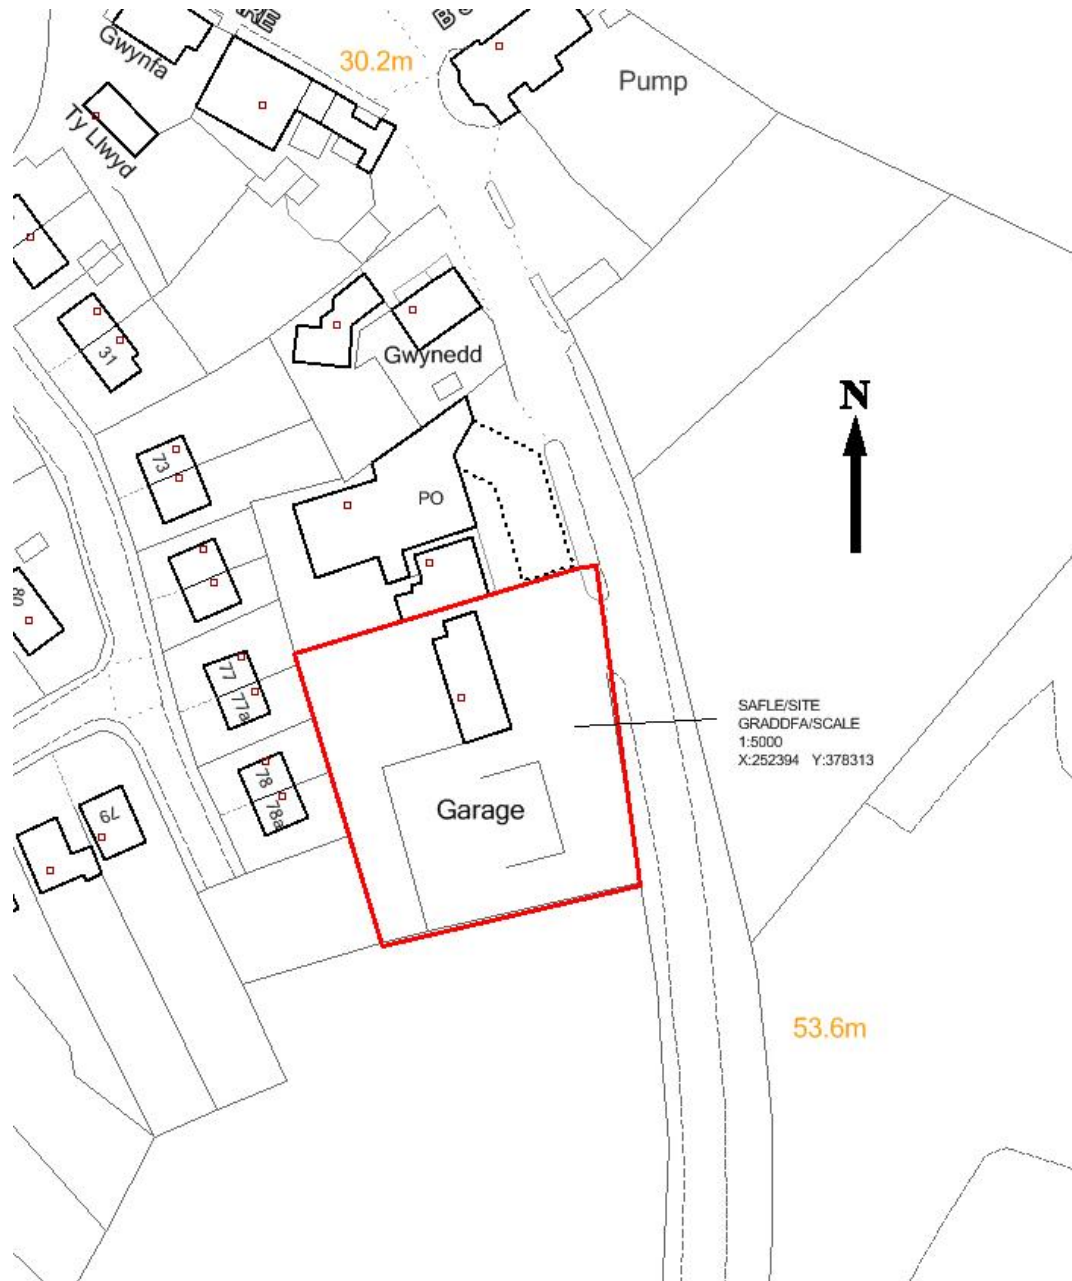 30.2m
Pump
Gwynfa
Ty Llwyd
31
Gwynedd
N
73
PO
80
77
77a
SAFLE/SITE
GRADDFA/SCALE
1:5000
X:252394 Y:378313
78
78a
Garage
79
53.6m